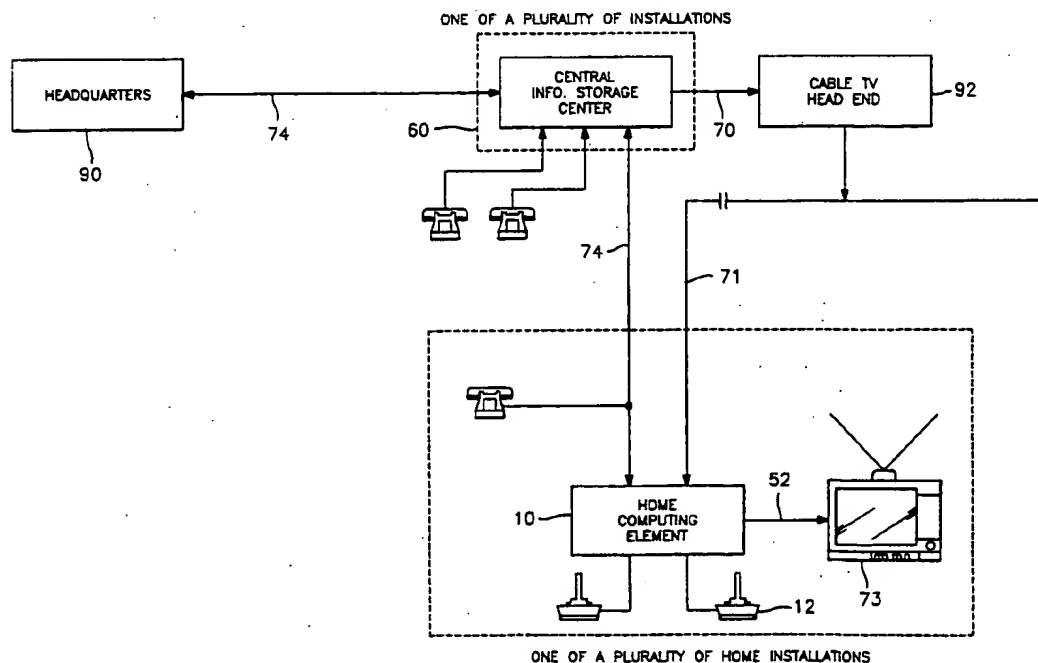 ONE OF A PLURALITY OF INSTALLATIONS
HEADQUARTERS
CENTRAL
INFO. STORAGE
CENTER
CABLE TV
HEAD END
92
74
60
70
90
74
71
10
HOME
COMPUTING
ELEMENT
52
12
73
ONE OF A PLURALITY OF HOME INSTALLATIONS